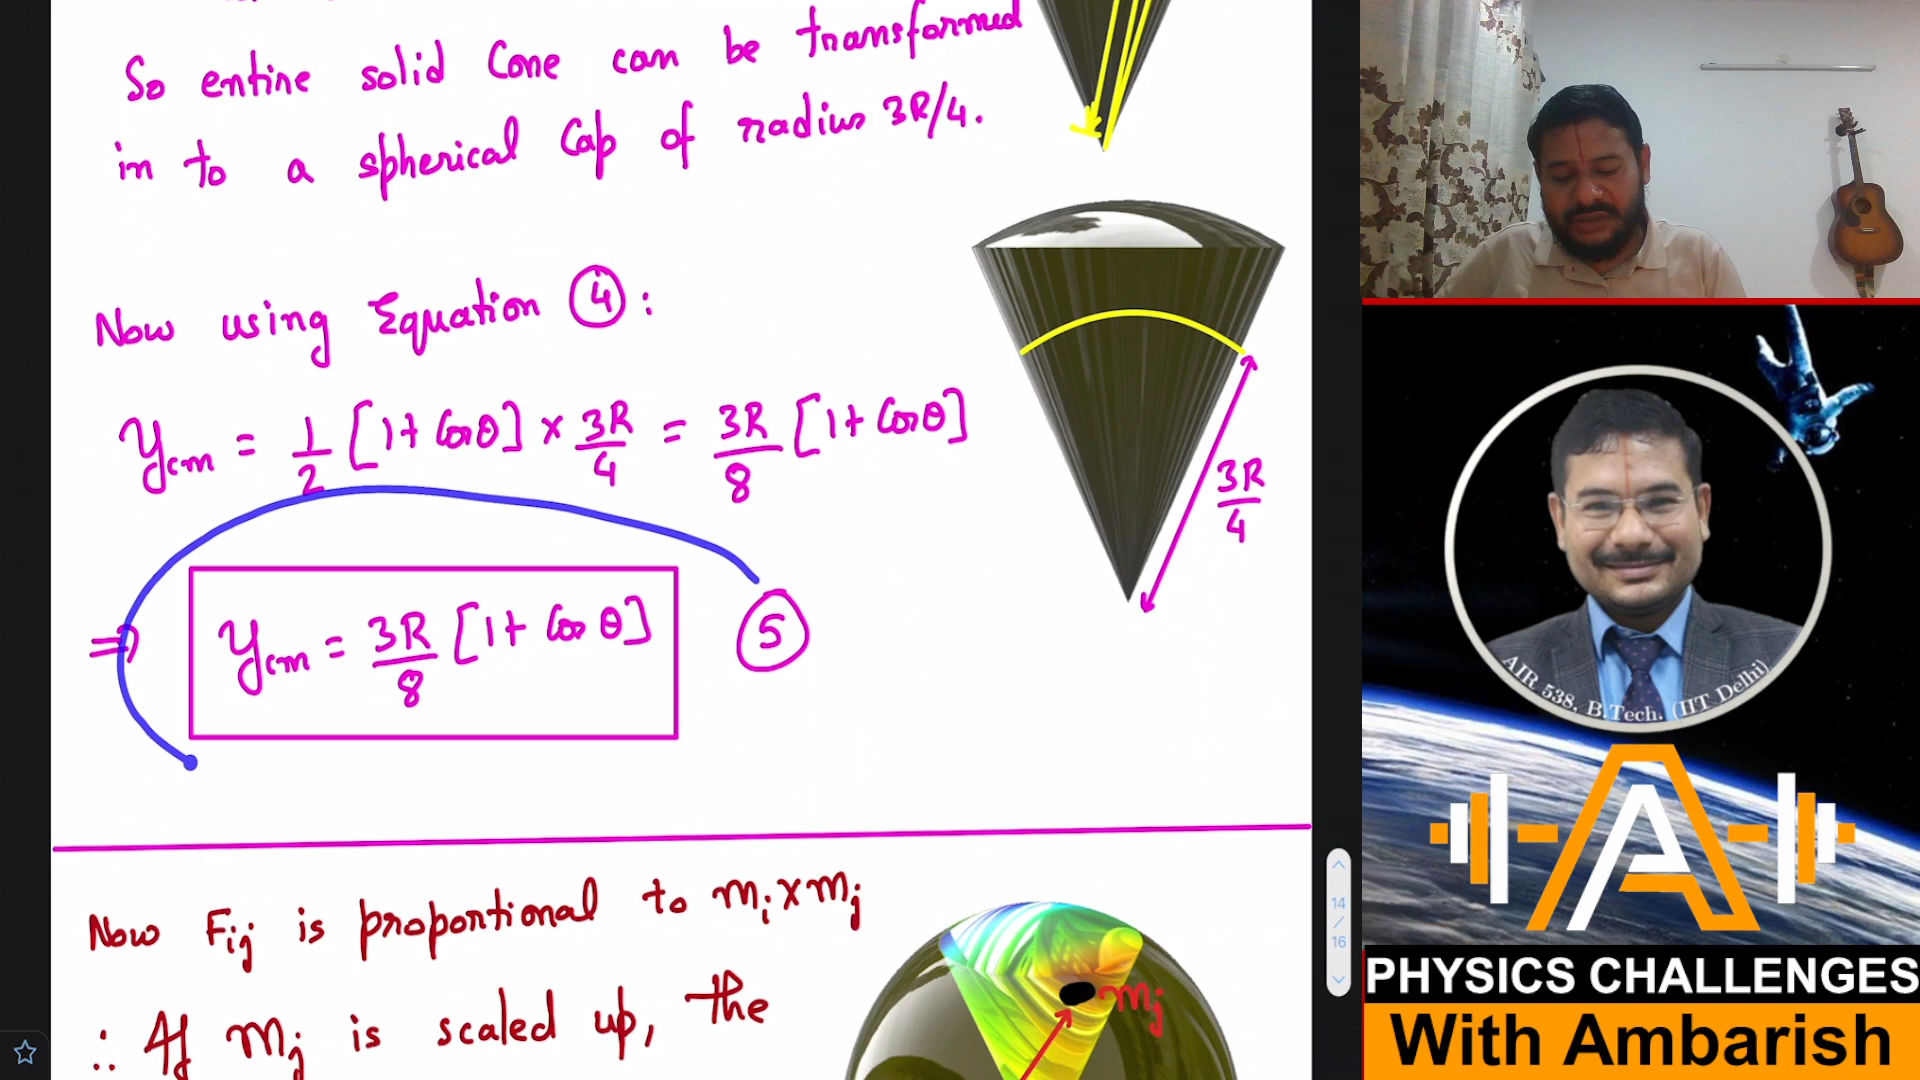 So entire solid Cone can be transformed
in to a spherical Cap of radius 3R/4.
Now using Equation ④:
ycm = 1/2 [1+ Cosθ] × 3R/4 = 3R/8 [1+ Cosθ]
3R/4
⇒ ycm = 3R/8 [1+ Cosθ] ⑤
Now Fij is proportional to mi×mj
mj
∴ If mj is scaled up, the
14
/
16
AIR 538, B.Tech. (IIT Delhi)
PHYSICS CHALLENGES
With Ambarish